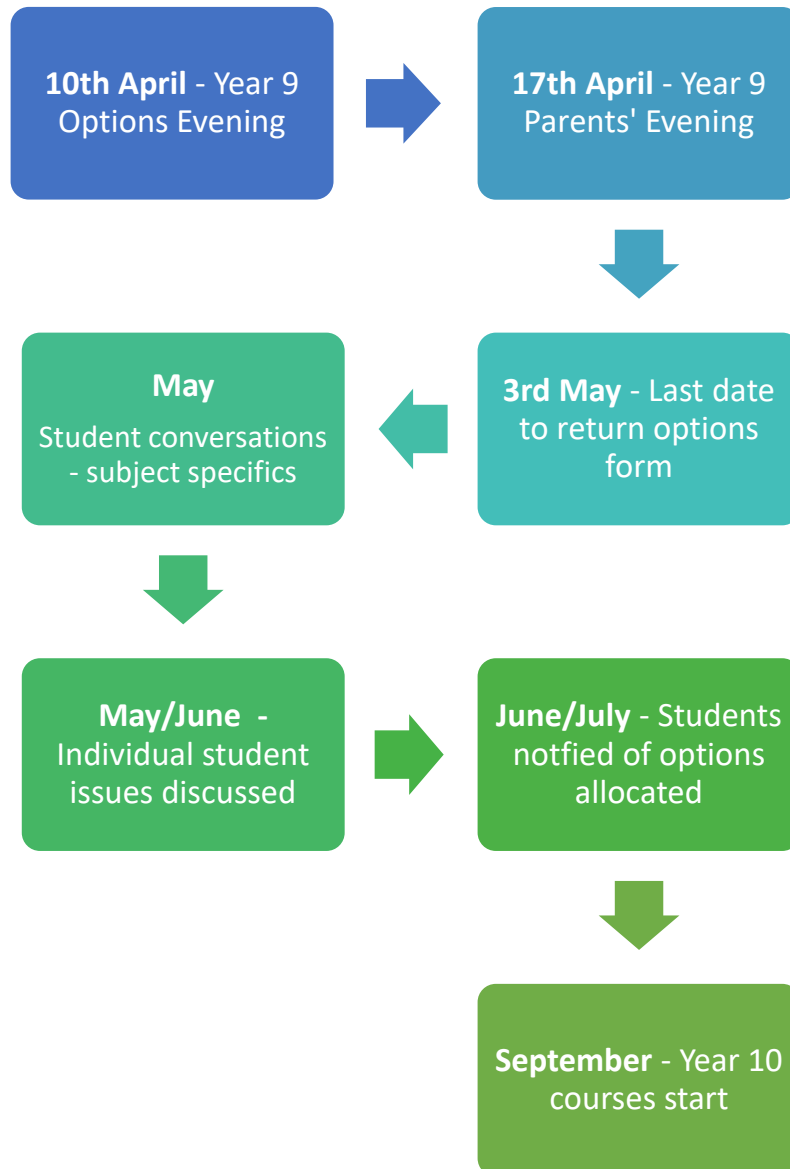 10th April - Year 9
Options Evening
17th April - Year 9
Parents' Evening
3rd May - Last date
to return options
form
May
Student conversations
- subject specifics
May/June -
Individual student
issues discussed
June/July - Students
notfied of options
allocated
September - Year 10
courses start